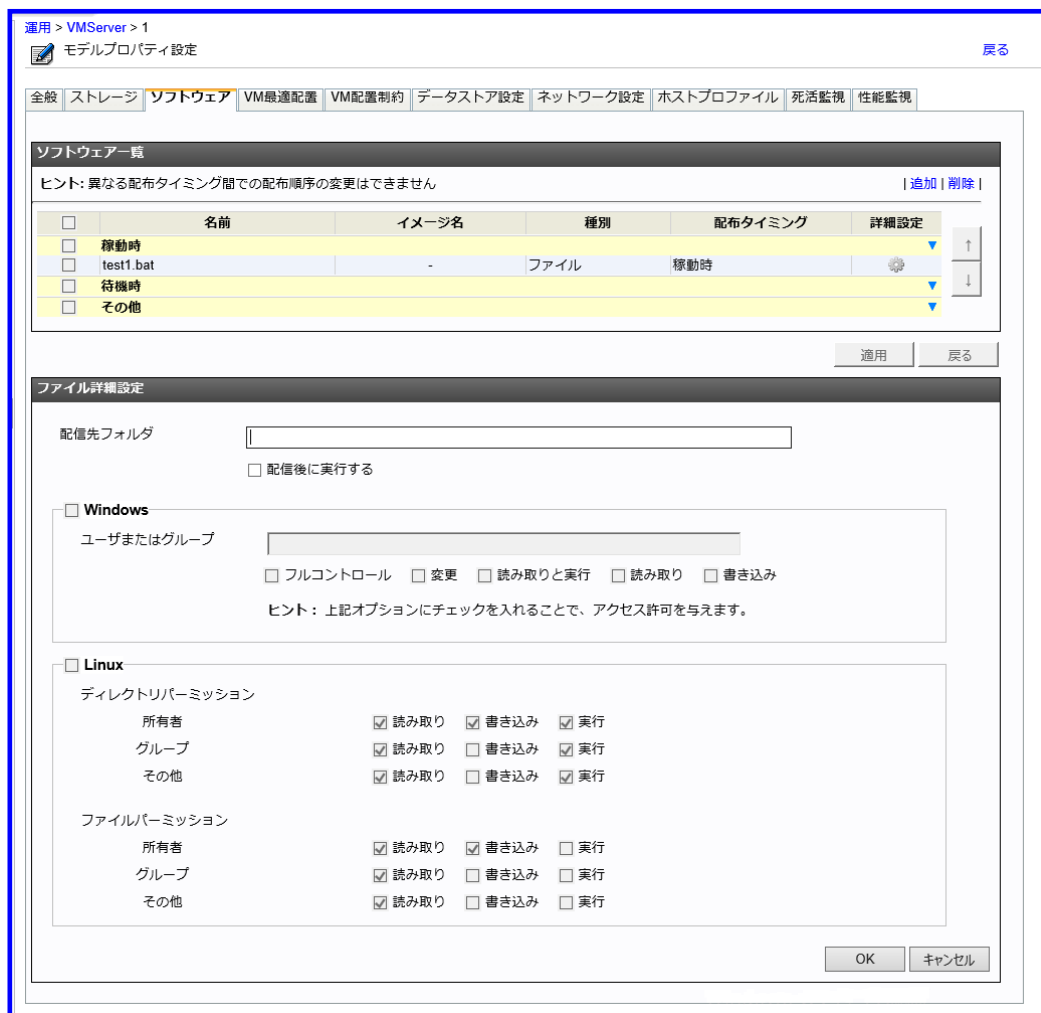 運用 > VMServer > 1
モデルプロパティ設定 戻る
全般 ストレージ ソフトウェア VM最適配置 VM配置制約 データストア設定 ネットワーク設定 ホストプロファイル 死活監視 性能監視
ソフトウェア一覧
ヒント: 異なる配布タイミング間での配布順序の変更はできません | 追加 | 削除 |
名前 イメージ名 種別 配布タイミング 詳細設定
稼動時 ▼ ↑
test1.bat - ファイル 稼動時
待機時 ▼ ↓
その他 ▼
適用 戻る
ファイル詳細設定
配信先フォルダ
配信後に実行する
Windows
ユーザまたはグループ
フルコントロール 変更 読み取りと実行 読み取り 書き込み
ヒント： 上記オプションにチェックを入れることで、アクセス許可を与えます。
Linux
ディレクトリパーミッション
所有者 読み取り 書き込み 実行
グループ 読み取り 書き込み 実行
その他 読み取り 書き込み 実行
ファイルパーミッション
所有者 読み取り 書き込み 実行
グループ 読み取り 書き込み 実行
その他 読み取り 書き込み 実行
OK キャンセル